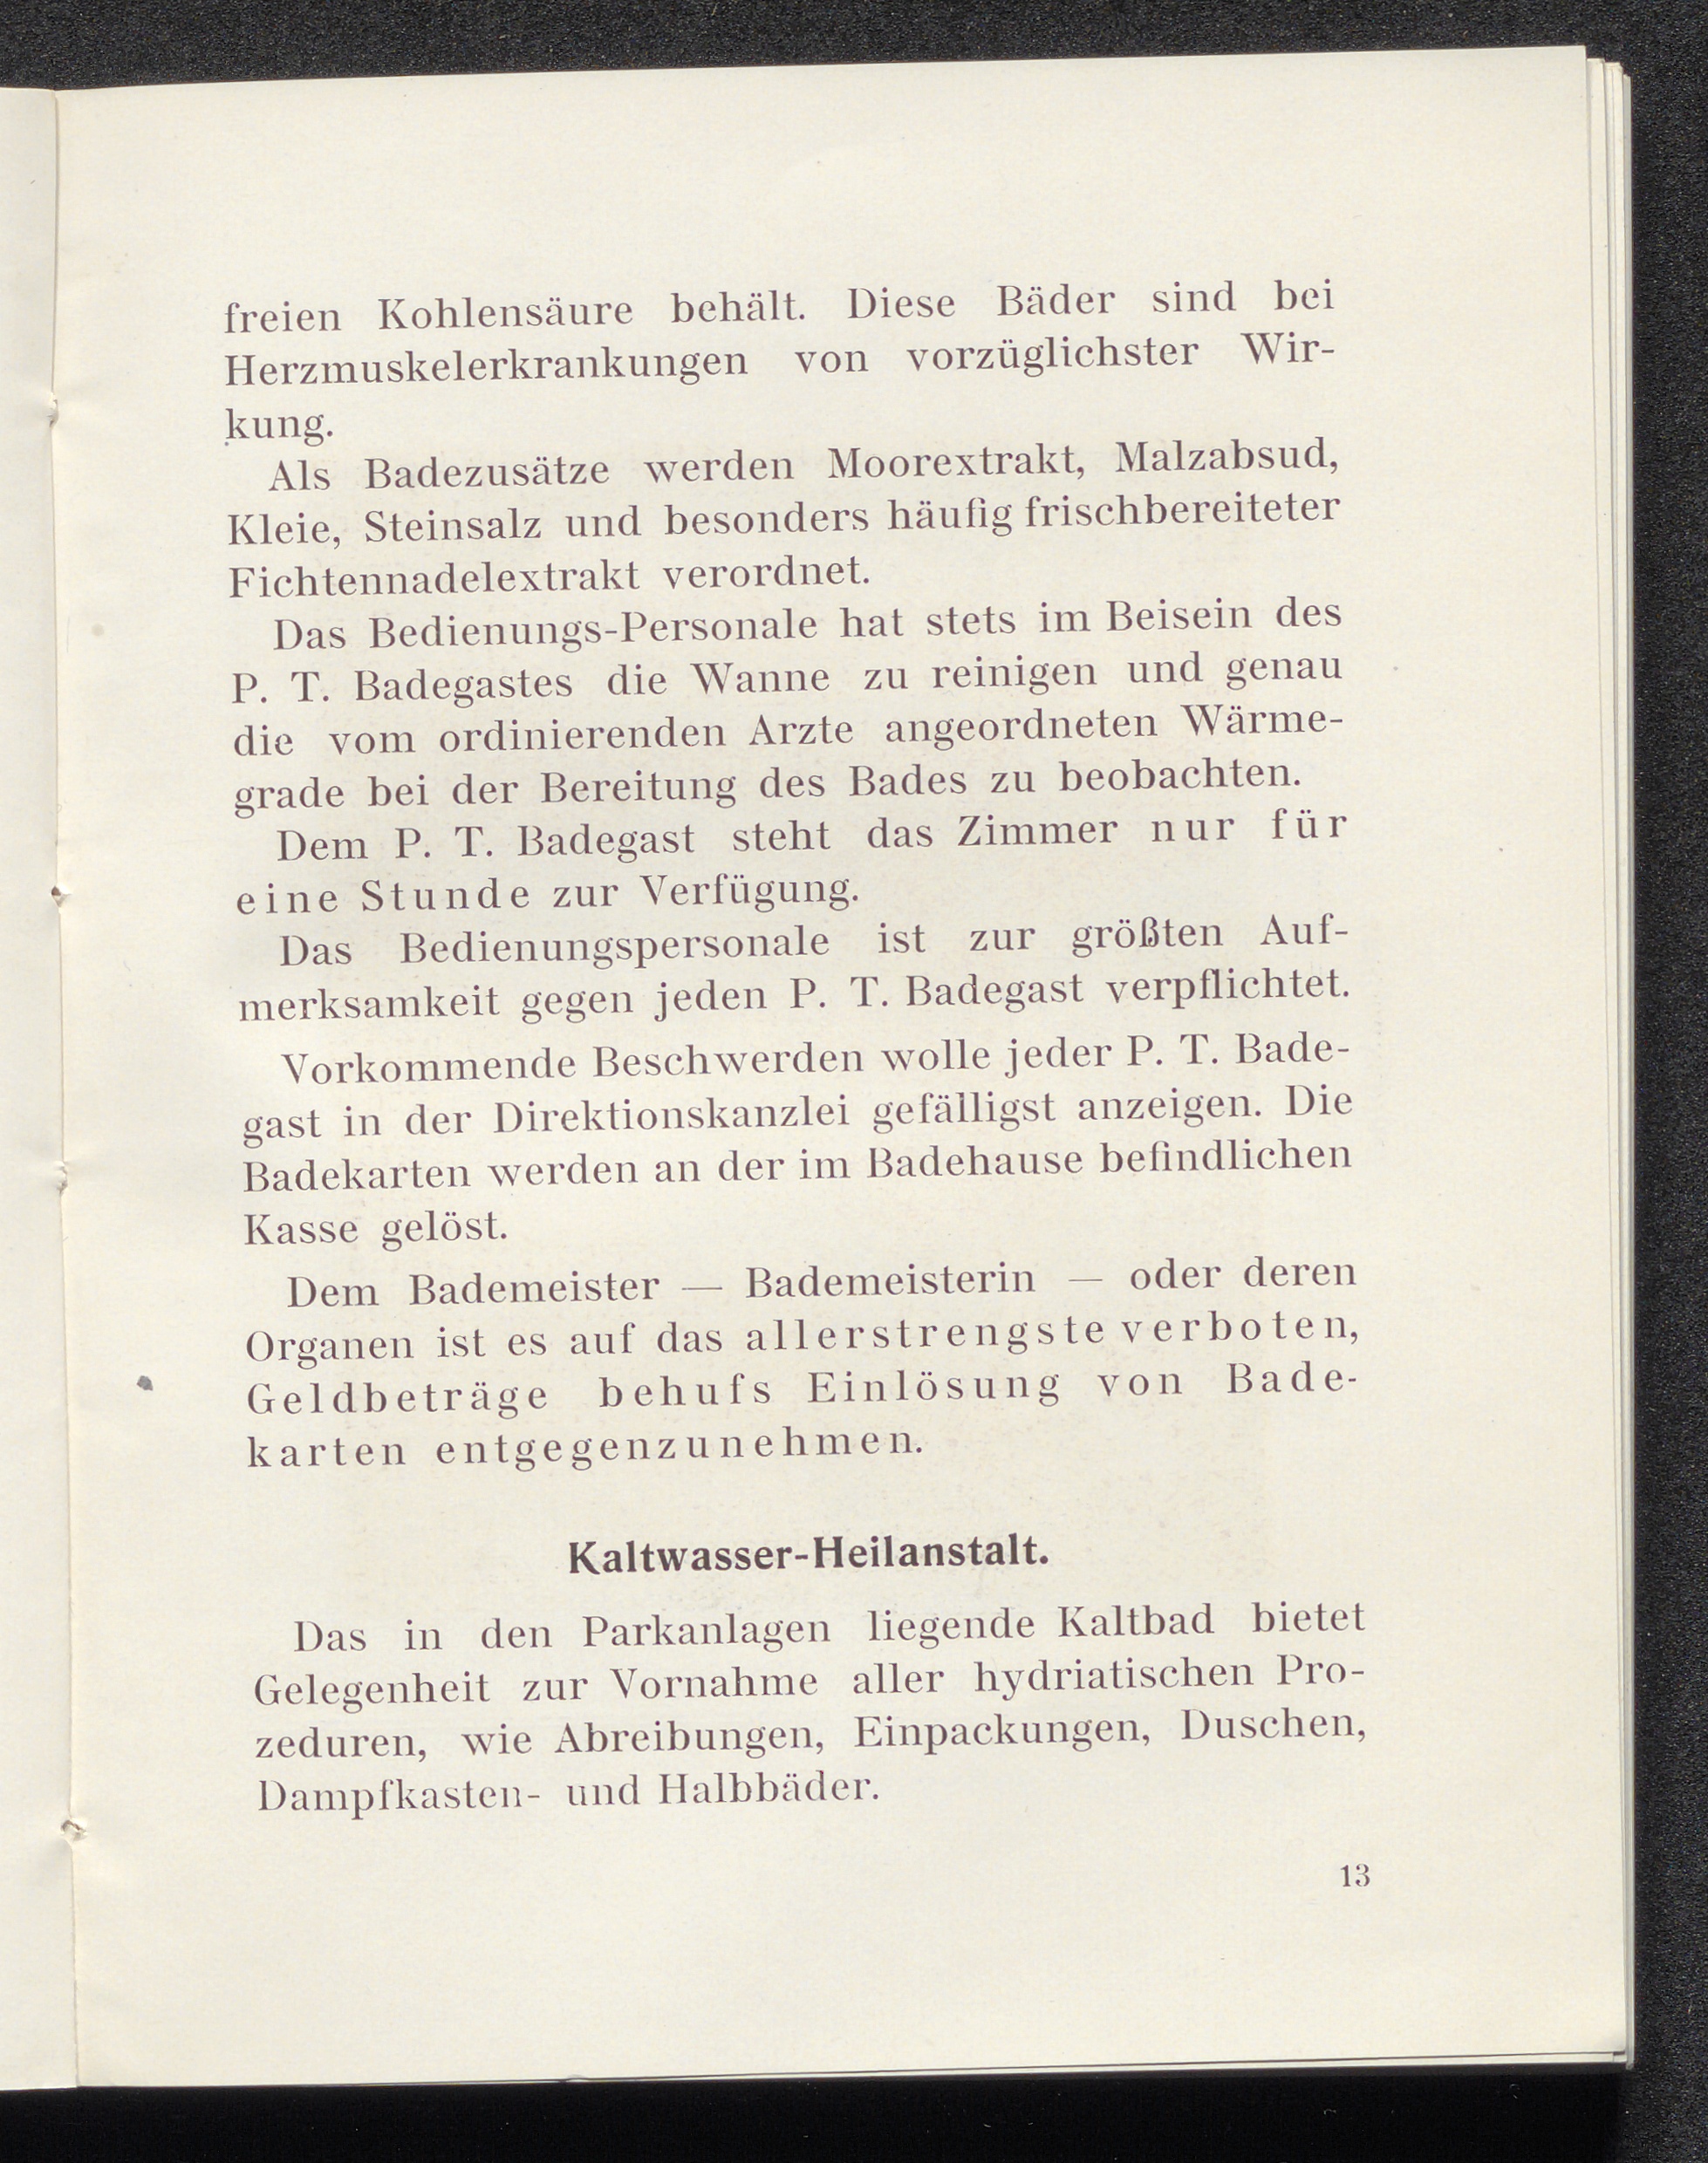 freien Kohlensäure behält. Diese Bäder sind bei
Herzmuskelerkrankungen von vorzüglichster Wir-
kung.
Als Badezusätze werden Moorextrakt, Malzabsud,
Kleie, Steinsalz und besonders häufig frischbereiteter
Fichtennadelextrakt verordnet.
Das Bedienungs-Personale hat stets im Beisein des
P. T. Badegastes die Wanne zu reinigen und genau
die vom ordinierenden Arzte angeordneten Wärme-
grade bei der Bereitung des Bades zu beobachten.
Dem P. T. Badegast steht das Zimmer nur für
eine Stunde zur Verfügung.
Das Bedienungspersonale ist zur größten Auf-
merksamkeit gegen jeden P. T. Badegast verpflichtet.
Vorkommende Beschwerden wolle jeder P. T. Bade-
gast in der Direktionskanzlei gefälligst anzeigen. Die
Badekarten werden an der im Badehause befindlichen
Kasse gelöst.
Dem Bademeister — Bademeisterin — oder deren
Organen ist es auf das allerstrengste verboten,
Geldbeträge behufs Einlösung von Bade-
karten entgegenzunehmen.
Kaltwasser-Heilanstalt.
Das in den Parkanlagen liegende Kaltbad bietet
Gelegenheit zur Vornahme aller hydriatischen Pro-
zeduren, wie Abreibungen, Einpackungen, Duschen,
Dampfkasten- und Halbbäder.
13